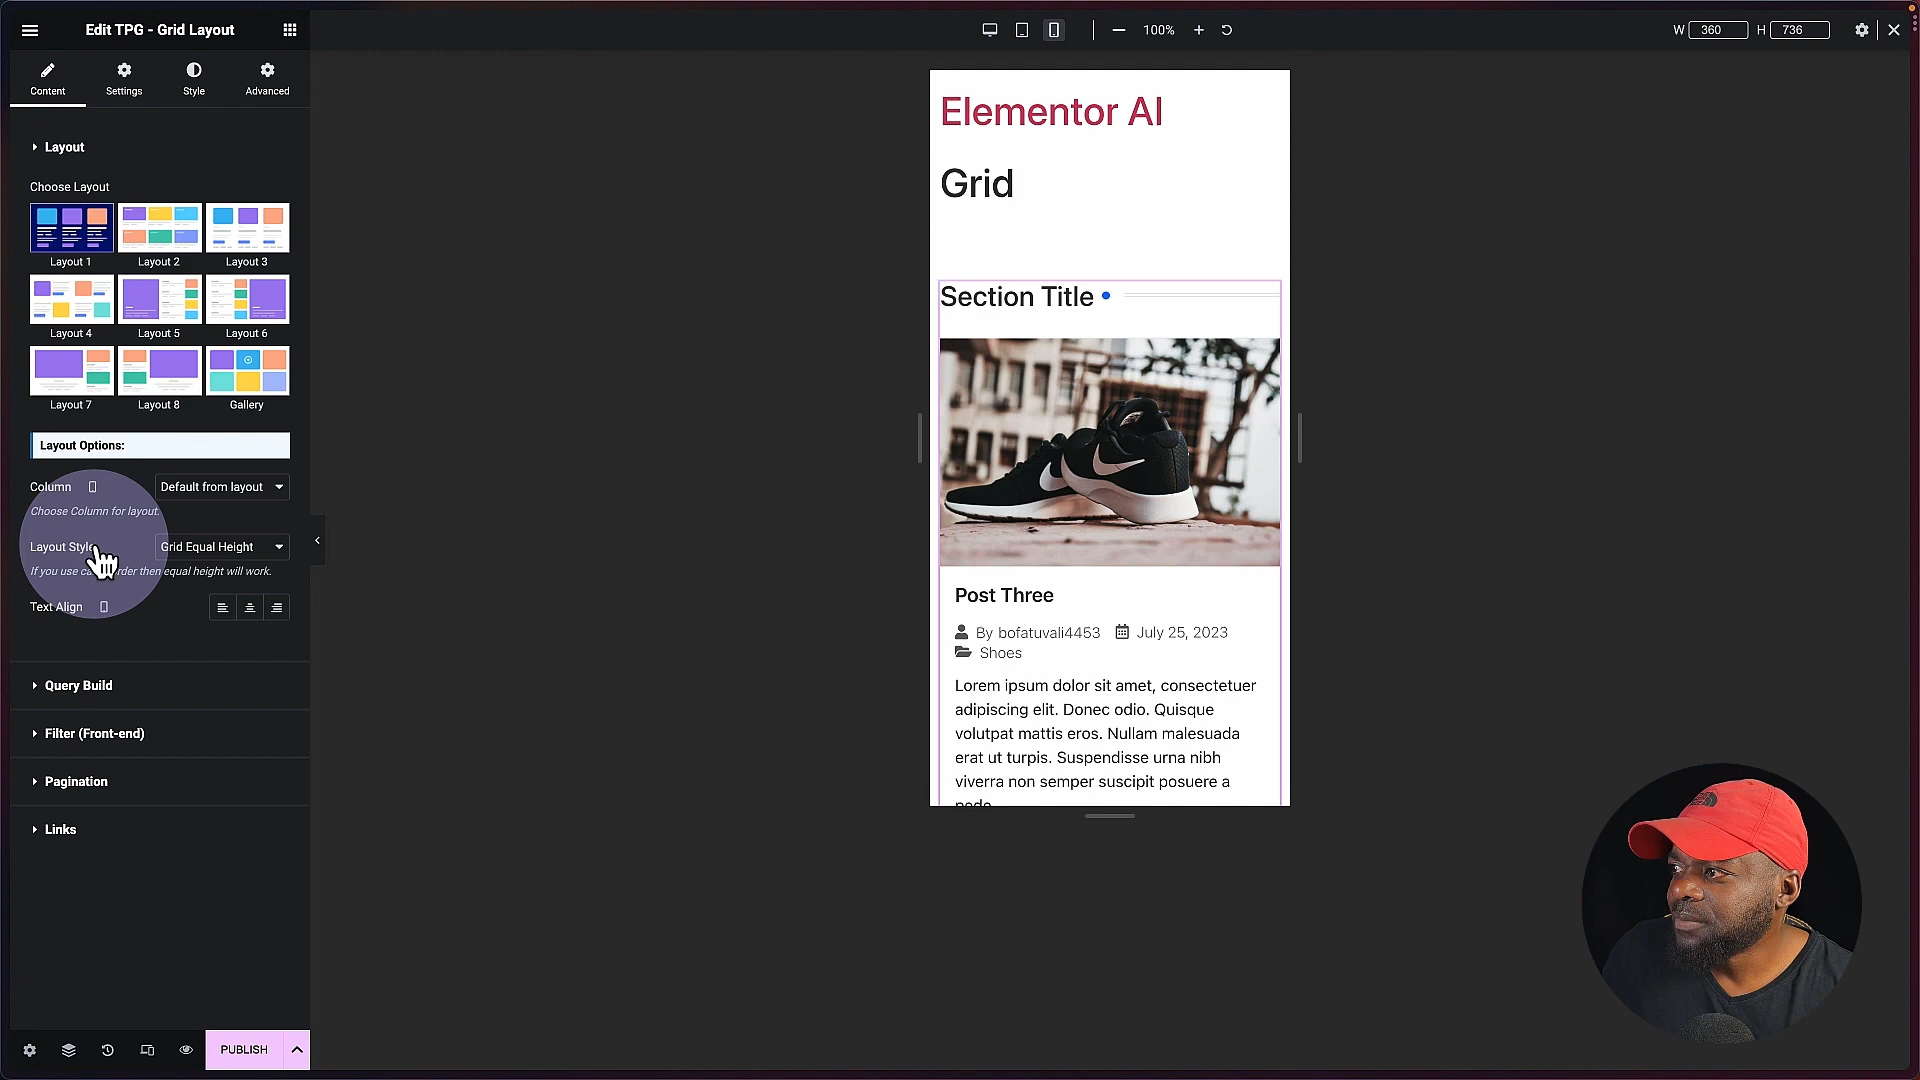 Edit TPG - Grid Layout
100%
W 360 H 736
Content Settings Style Advanced
Layout
Choose Layout
Layout 1 Layout 2 Layout 3
Layout 4 Layout 5 Layout 6
Layout 7 Layout 8 Gallery
Layout Options:
Column Default from layout
Choose Column for layout.
Layout Style Grid Equal Height
If you use ca rder then equal height will work.
Text Align
Query Build
Filter (Front-end)
Pagination
Links
PUBLISH
Elementor AI
Grid
Section Title
Post Three
By bofatuvali4453 July 25, 2023
Shoes
Lorem ipsum dolor sit amet, consectetuer
adipiscing elit. Donec odio. Quisque
volutpat mattis eros. Nullam malesuada
erat ut turpis. Suspendisse urna nibh
viverra non semper suscipit posuere a
pede.